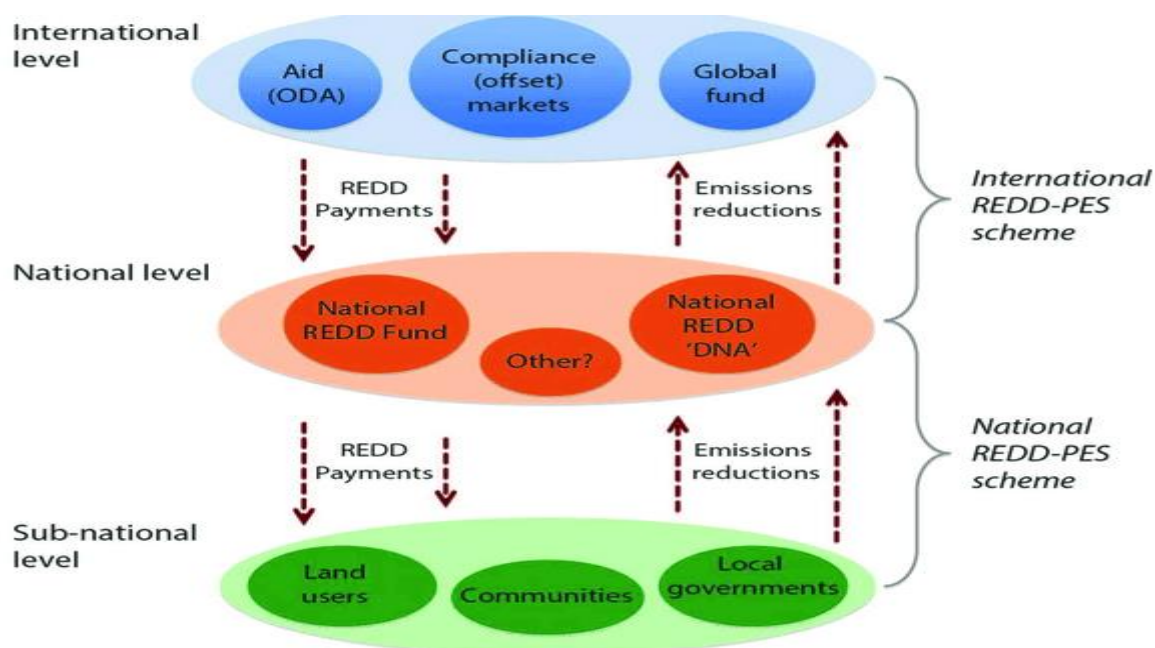 International
level
Aid
(ODA)
Compliance
(offset)
markets
Global
fund
REDD
Payments
Emissions
reductions
International
REDD-PES
scheme
National level
National
REDD Fund
Other?
National
REDD
'DNA'
REDD
Payments
Emissions
reductions
National
REDD-PES
scheme
Sub-national
level
Land
users
Communities
Local
governments